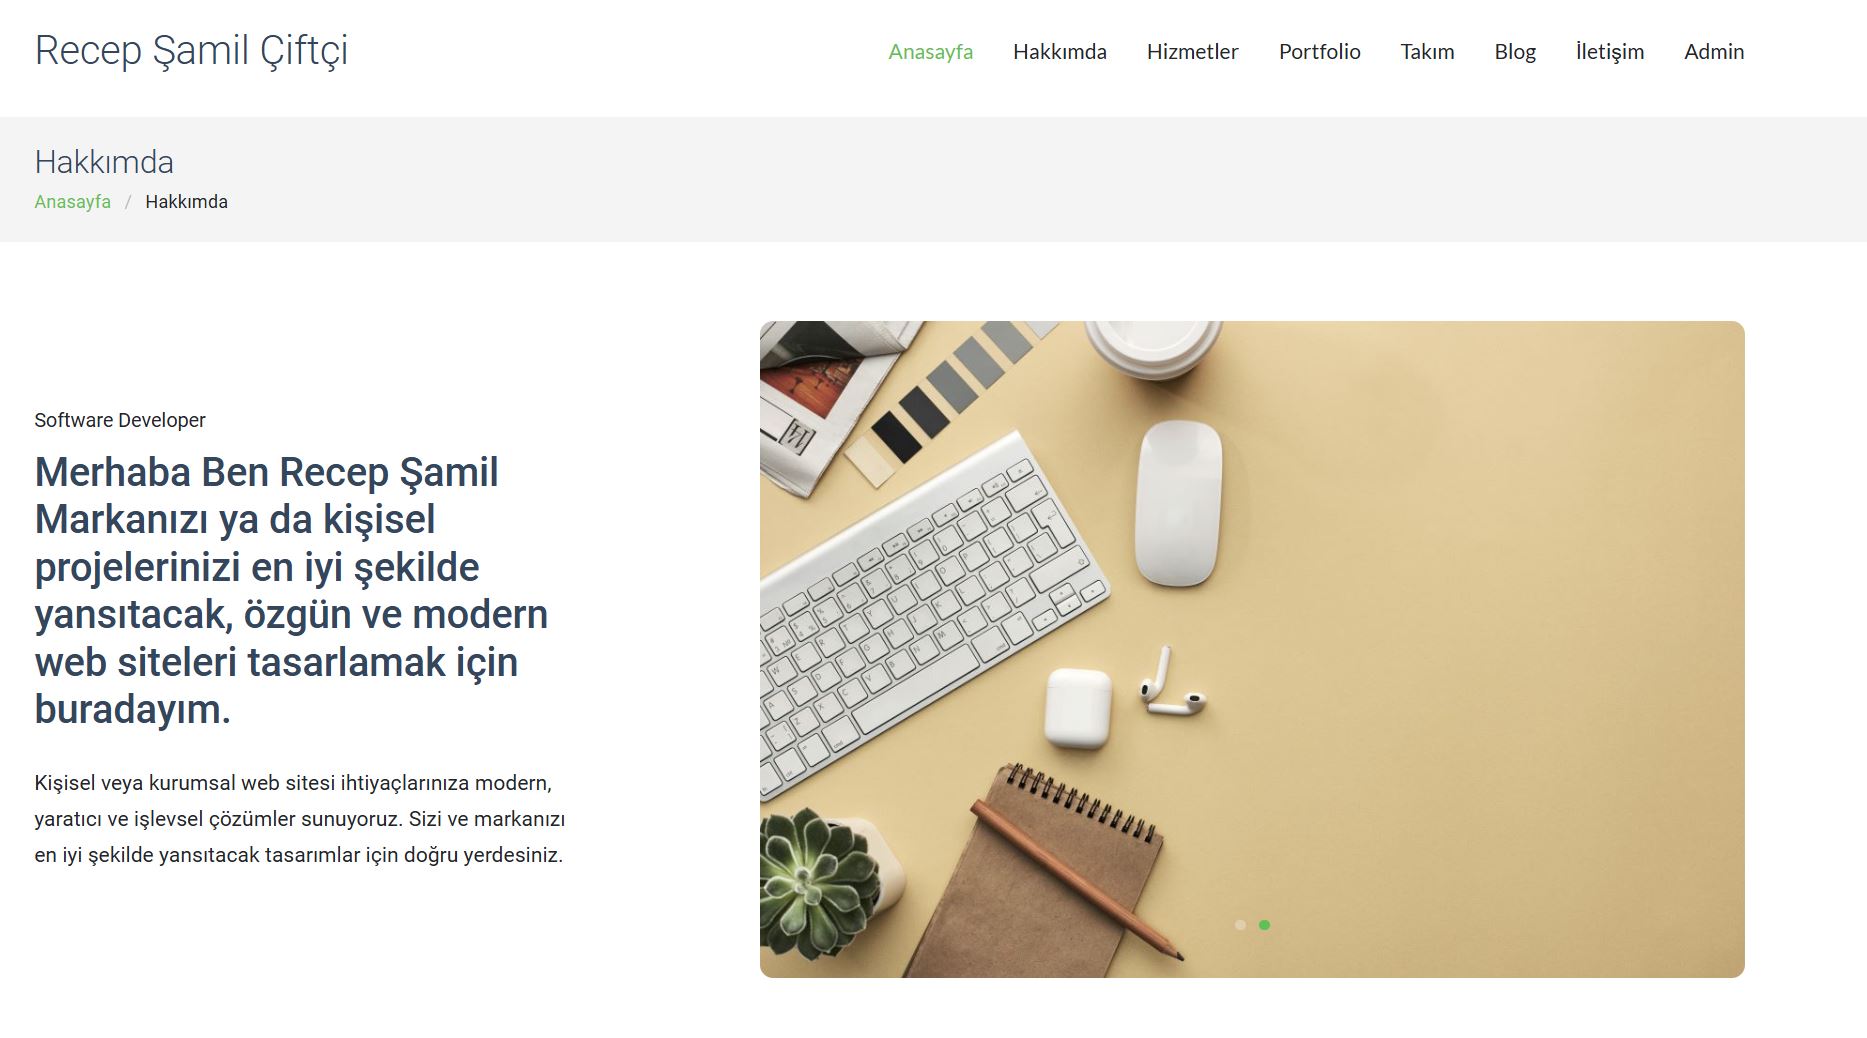 Recep Şamil Çiftçi
Anasayfa Hakkımda Hizmetler Portfolio Takım Blog İletişim Admin
Hakkımda
Anasayfa / Hakkımda
Software Developer
Merhaba Ben Recep Şamil
Markanızı ya da kişisel
projelerinizi en iyi şekilde
yansıtacak, özgün ve modern
web siteleri tasarlamak için
buradayım.
Kişisel veya kurumsal web sitesi ihtiyaçlarınıza modern,
yaratıcı ve işlevsel çözümler sunuyoruz. Sizi ve markanızı
en iyi şekilde yansıtacak tasarımlar için doğru yerdesiniz.